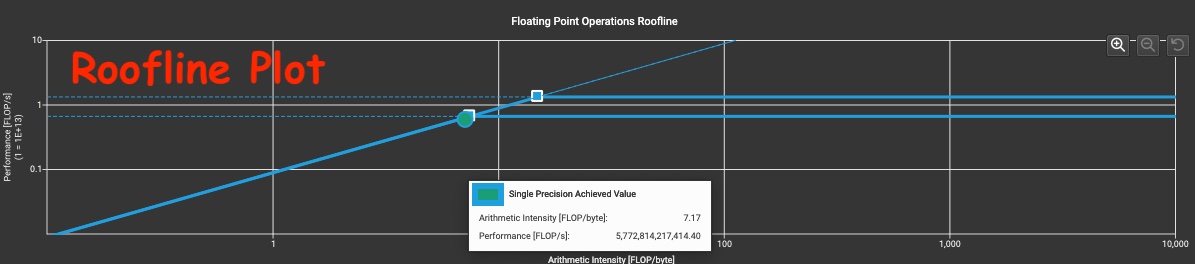 Floating Point Operations Roofline
Roofline Plot
Performance [FLOP/s]
(1 = 1E+13)
10
1
0.1
Single Precision Achieved Value
Arithmetic Intensity [FLOP/byte]: 7.17
Performance [FLOP/s]: 5,772,814,217,414.40
1 100 1,000 10,000
Arithmetic Intensity [FLOP/byte]